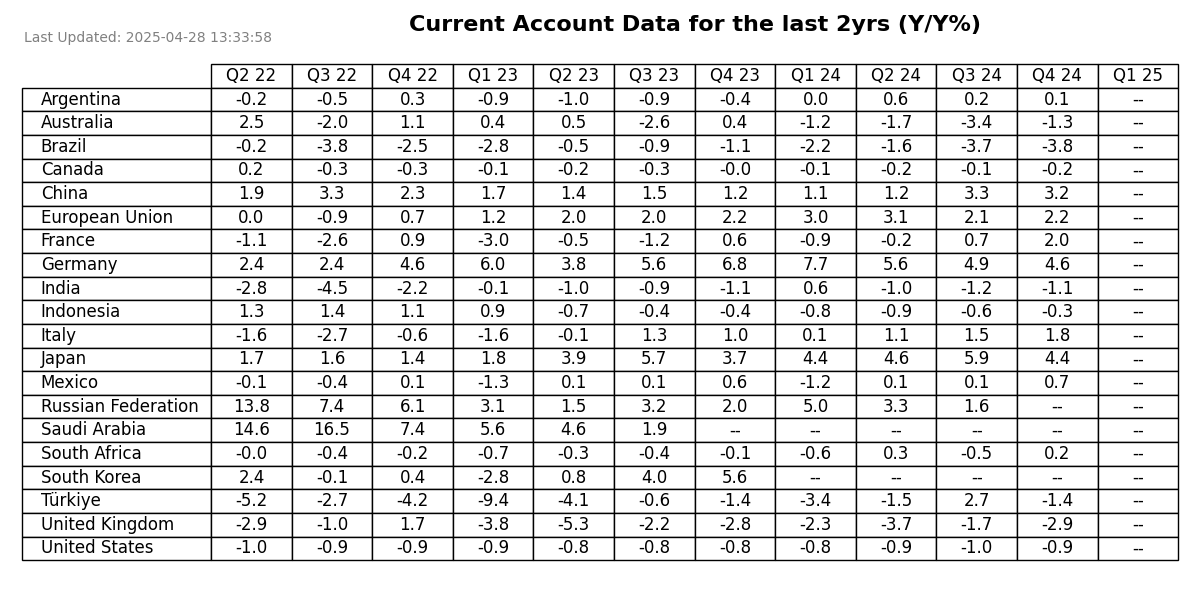 Current Account Data for the last 2yrs (Y/Y%)
Last Updated: 2025-04-28 13:33:58
Q2 22 Q3 22 Q4 22 Q1 23 Q2 23 Q3 23 Q4 23 Q1 24 Q2 24 Q3 24 Q4 24 Q1 25
Argentina -0.2 -0.5 0.3 -0.9 -1.0 -0.9 -0.4 0.0 0.6 0.2 0.1 --
Australia 2.5 -2.0 1.1 0.4 0.5 -2.6 0.4 -1.2 -1.7 -3.4 -1.3 --
Brazil -0.2 -3.8 -2.5 -2.8 -0.5 -0.9 -1.1 -2.2 -1.6 -3.7 -3.8 --
Canada 0.2 -0.3 -0.3 -0.1 -0.2 -0.3 -0.0 -0.1 -0.2 -0.1 -0.2 --
China 1.9 3.3 2.3 1.7 1.4 1.5 1.2 1.1 1.2 3.3 3.2 --
European Union 0.0 -0.9 0.7 1.2 2.0 2.0 2.2 3.0 3.1 2.1 2.2 --
France -1.1 -2.6 0.9 -3.0 -0.5 -1.2 0.6 -0.9 -0.2 0.7 2.0 --
Germany 2.4 2.4 4.6 6.0 3.8 5.6 6.8 7.7 5.6 4.9 4.6 --
India -2.8 -4.5 -2.2 -0.1 -1.0 -0.9 -1.1 0.6 -1.0 -1.2 -1.1 --
Indonesia 1.3 1.4 1.1 0.9 -0.7 -0.4 -0.4 -0.8 -0.9 -0.6 -0.3 --
Italy -1.6 -2.7 -0.6 -1.6 -0.1 1.3 1.0 0.1 1.1 1.5 1.8 --
Japan 1.7 1.6 1.4 1.8 3.9 5.7 3.7 4.4 4.6 5.9 4.4 --
Mexico -0.1 -0.4 0.1 -1.3 0.1 0.1 0.6 -1.2 0.1 0.1 0.7 --
Russian Federation 13.8 7.4 6.1 3.1 1.5 3.2 2.0 5.0 3.3 1.6 -- --
Saudi Arabia 14.6 16.5 7.4 5.6 4.6 1.9 -- -- -- -- -- --
South Africa -0.0 -0.4 -0.2 -0.7 -0.3 -0.4 -0.1 -0.6 0.3 -0.5 0.2 --
South Korea 2.4 -0.1 0.4 -2.8 0.8 4.0 5.6 -- -- -- -- --
Türkiye -5.2 -2.7 -4.2 -9.4 -4.1 -0.6 -1.4 -3.4 -1.5 2.7 -1.4 --
United Kingdom -2.9 -1.0 1.7 -3.8 -5.3 -2.2 -2.8 -2.3 -3.7 -1.7 -2.9 --
United States -1.0 -0.9 -0.9 -0.9 -0.8 -0.8 -0.8 -0.8 -0.9 -1.0 -0.9 --